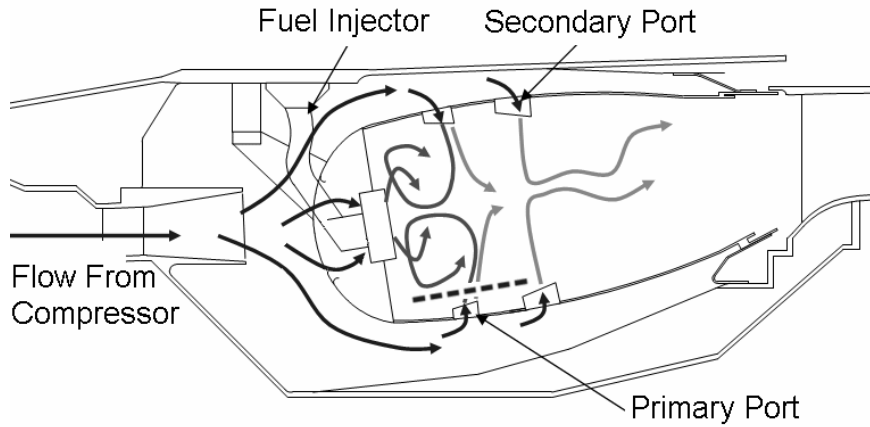 Fuel Injector
Secondary Port
Flow From
Compressor
Primary Port